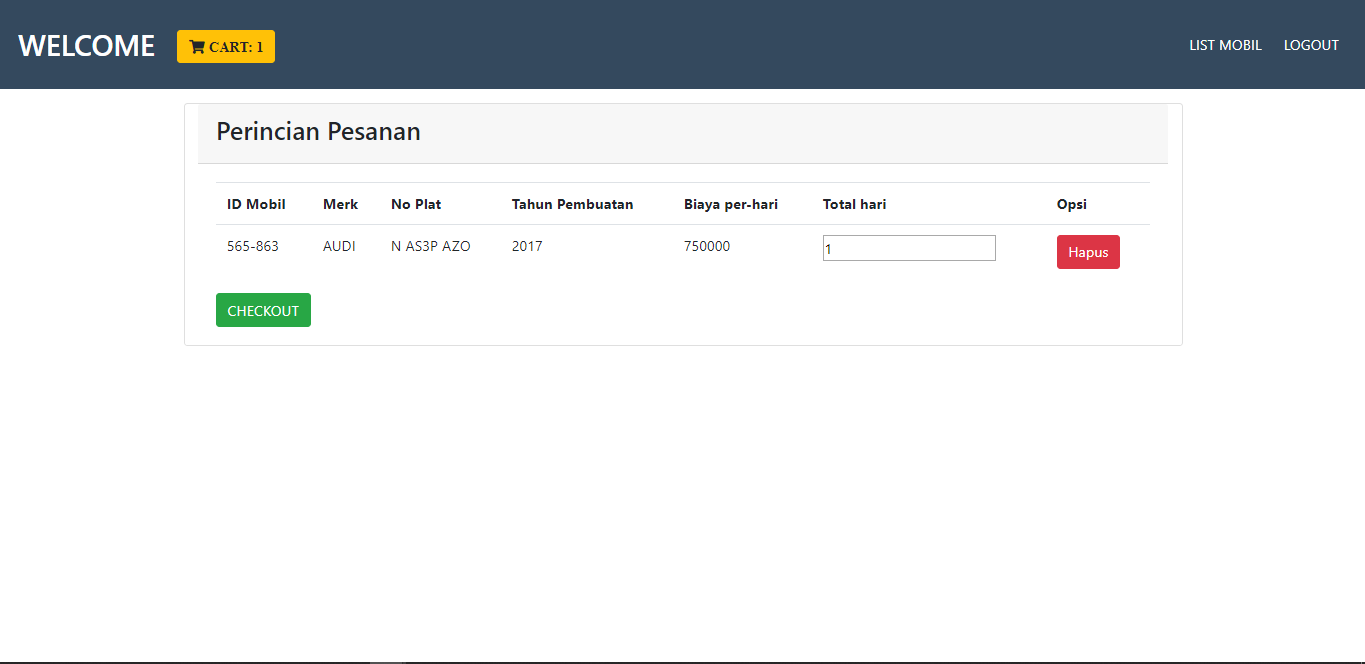 WELCOME CART: 1 LIST MOBIL LOGOUT
Perincian Pesanan
ID Mobil Merk No Plat Tahun Pembuatan Biaya per-hari Total hari Opsi
565-863 AUDI N AS3P AZO 2017 750000 1 Hapus
CHECKOUT